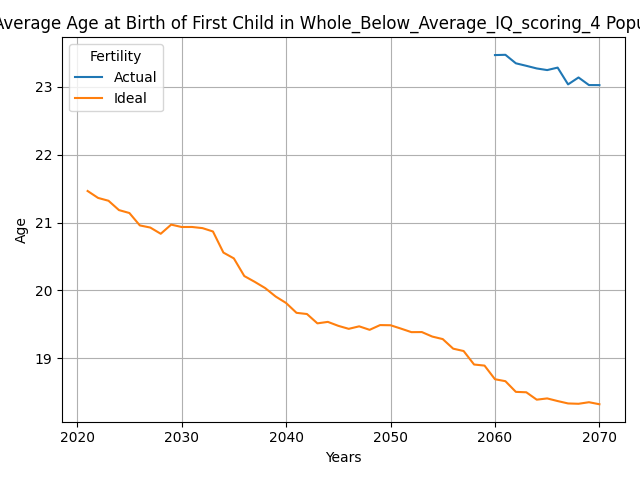 Average Age at Birth of First Child in Whole_Below_Average_IQ_scoring_4 Popu
Fertility
Actual
Ideal
23
22
21
20
19
Age
2020 2030 2040 2050 2060 2070
Years